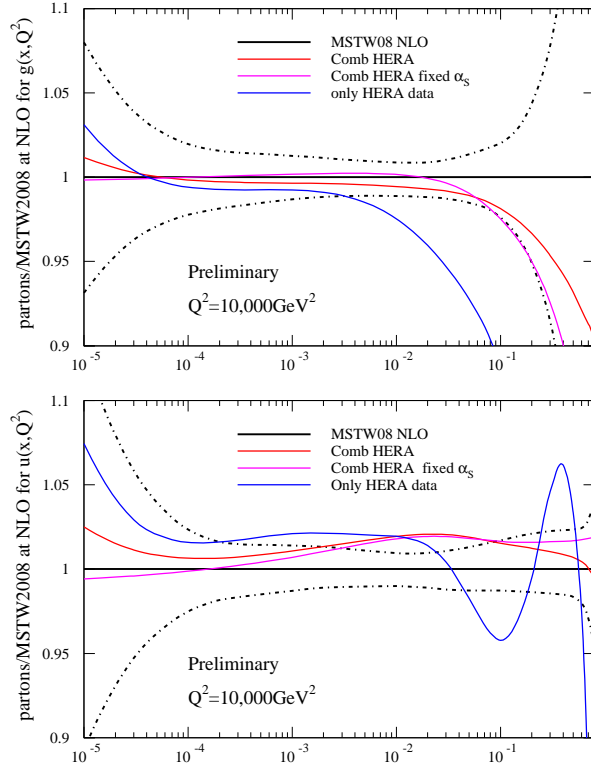 1.1
MSTW08 NLO
Comb HERA
Comb HERA fixed αS
only HERA data
1.05
1
0.95
0.9
partons/MSTW2008 at NLO for g(x,Q²)
Preliminary
Q²=10,000GeV²
10⁻⁵ 10⁻⁴ 10⁻³ 10⁻² 10⁻¹
1.1
MSTW08 NLO
Comb HERA
Comb HERA fixed αS
Only HERA data
1.05
1
0.95
0.9
partons/MSTW2008 at NLO for u(x,Q²)
Preliminary
Q²=10,000GeV²
10⁻⁵ 10⁻⁴ 10⁻³ 10⁻² 10⁻¹